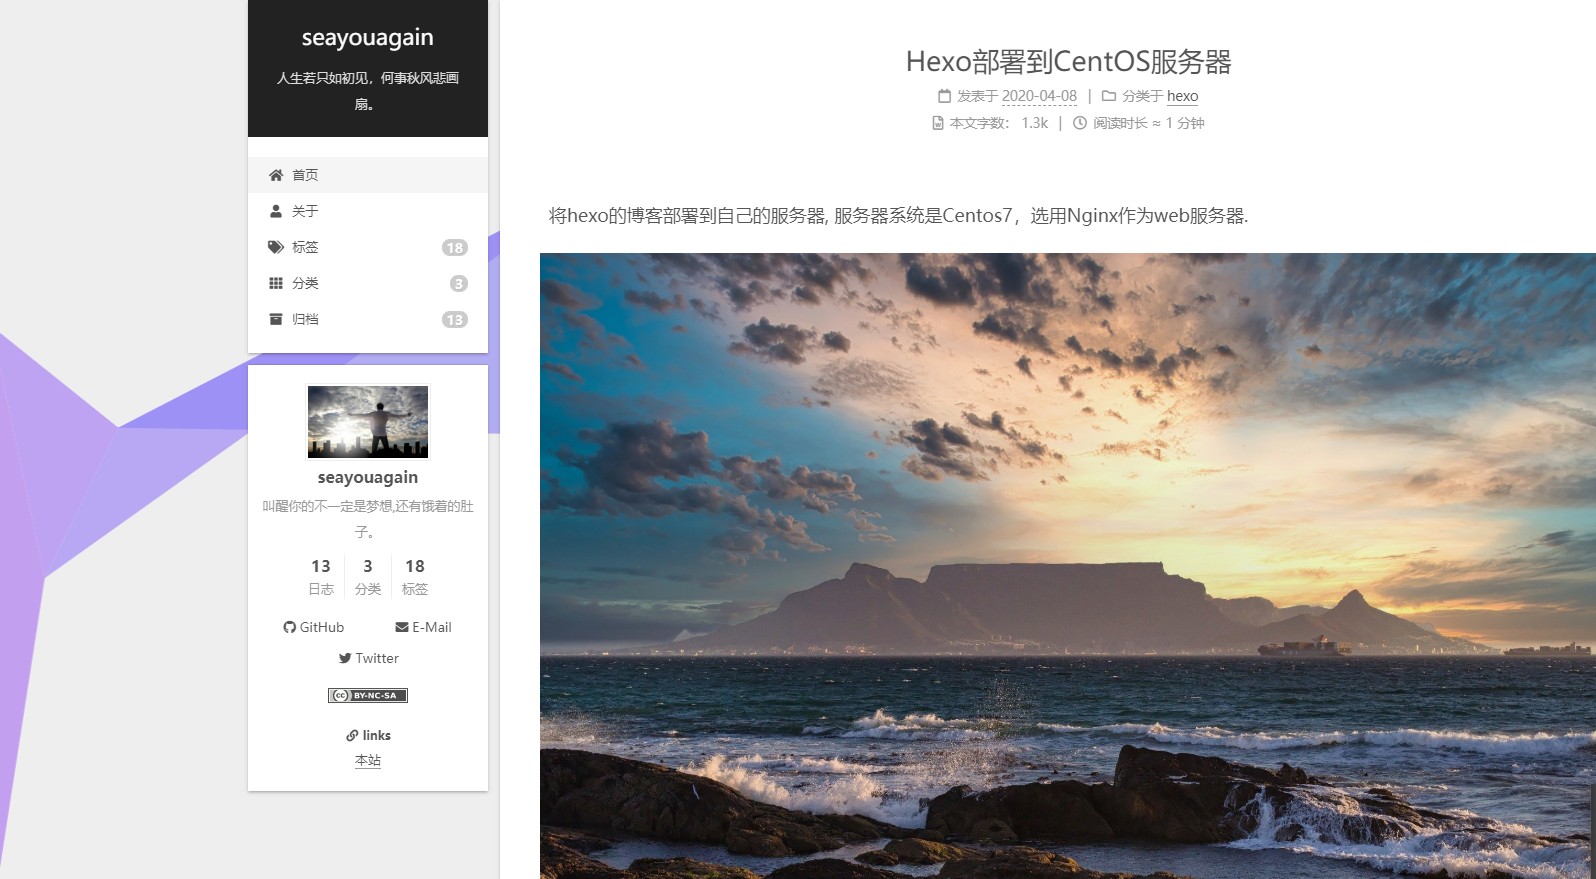 seayouagain
人生若只如初见，何事秋风悲画
扇。
首页
关于
标签 18
分类 3
归档 13
seayouagain
叫醒你的不一定是梦想,还有饿着的肚
子。
13 3 18
日志 分类 标签
GitHub E-Mail
Twitter
cc BY-NC-SA
links
本站
Hexo部署到CentOS服务器
发表于 2020-04-08 | 分类于 hexo
本文字数： 1.3k | 阅读时长 ≈ 1 分钟
将hexo的博客部署到自己的服务器, 服务器系统是Centos7，选用Nginx作为web服务器.